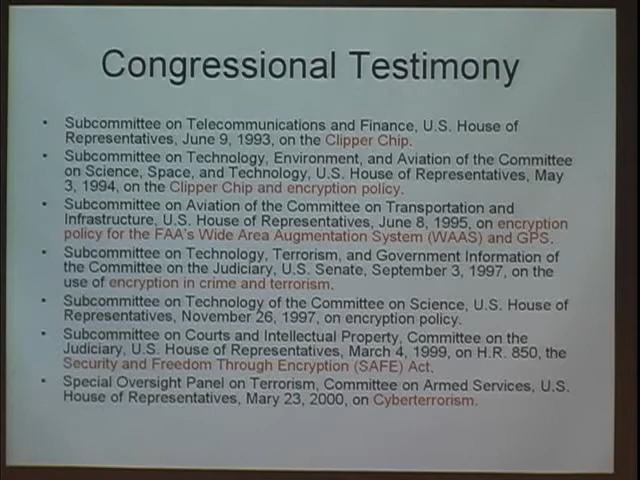 Congressional Testimony
• Subcommittee on Telecommunications and Finance, U.S. House of
Representatives, June 9, 1993, on the Clipper Chip.
• Subcommittee on Technology, Environment, and Aviation of the Committee
on Science, Space, and Technology, U.S. House of Representatives, May
3, 1994, on the Clipper Chip and encryption policy.
• Subcommittee on Aviation of the Committee on Transportation and
Infrastructure, U.S. House of Representatives, June 8, 1995, on encryption
policy for the FAA's Wide Area Augmentation System (WAAS) and GPS.
• Subcommittee on Technology, Terrorism, and Government Information of
the Committee on the Judiciary, U.S. Senate, September 3, 1997, on the
use of encryption in crime and terrorism.
• Subcommittee on Technology of the Committee on Science, U.S. House of
Representatives, November 26, 1997, on encryption policy.
• Subcommittee on Courts and Intellectual Property, Committee on the
Judiciary, U.S. House of Representatives, March 4, 1999, on H.R. 850, the
Security and Freedom Through Encryption (SAFE) Act.
• Special Oversight Panel on Terrorism, Committee on Armed Services, U.S.
House of Representatives, Mary 23, 2000, on Cyberterrorism.